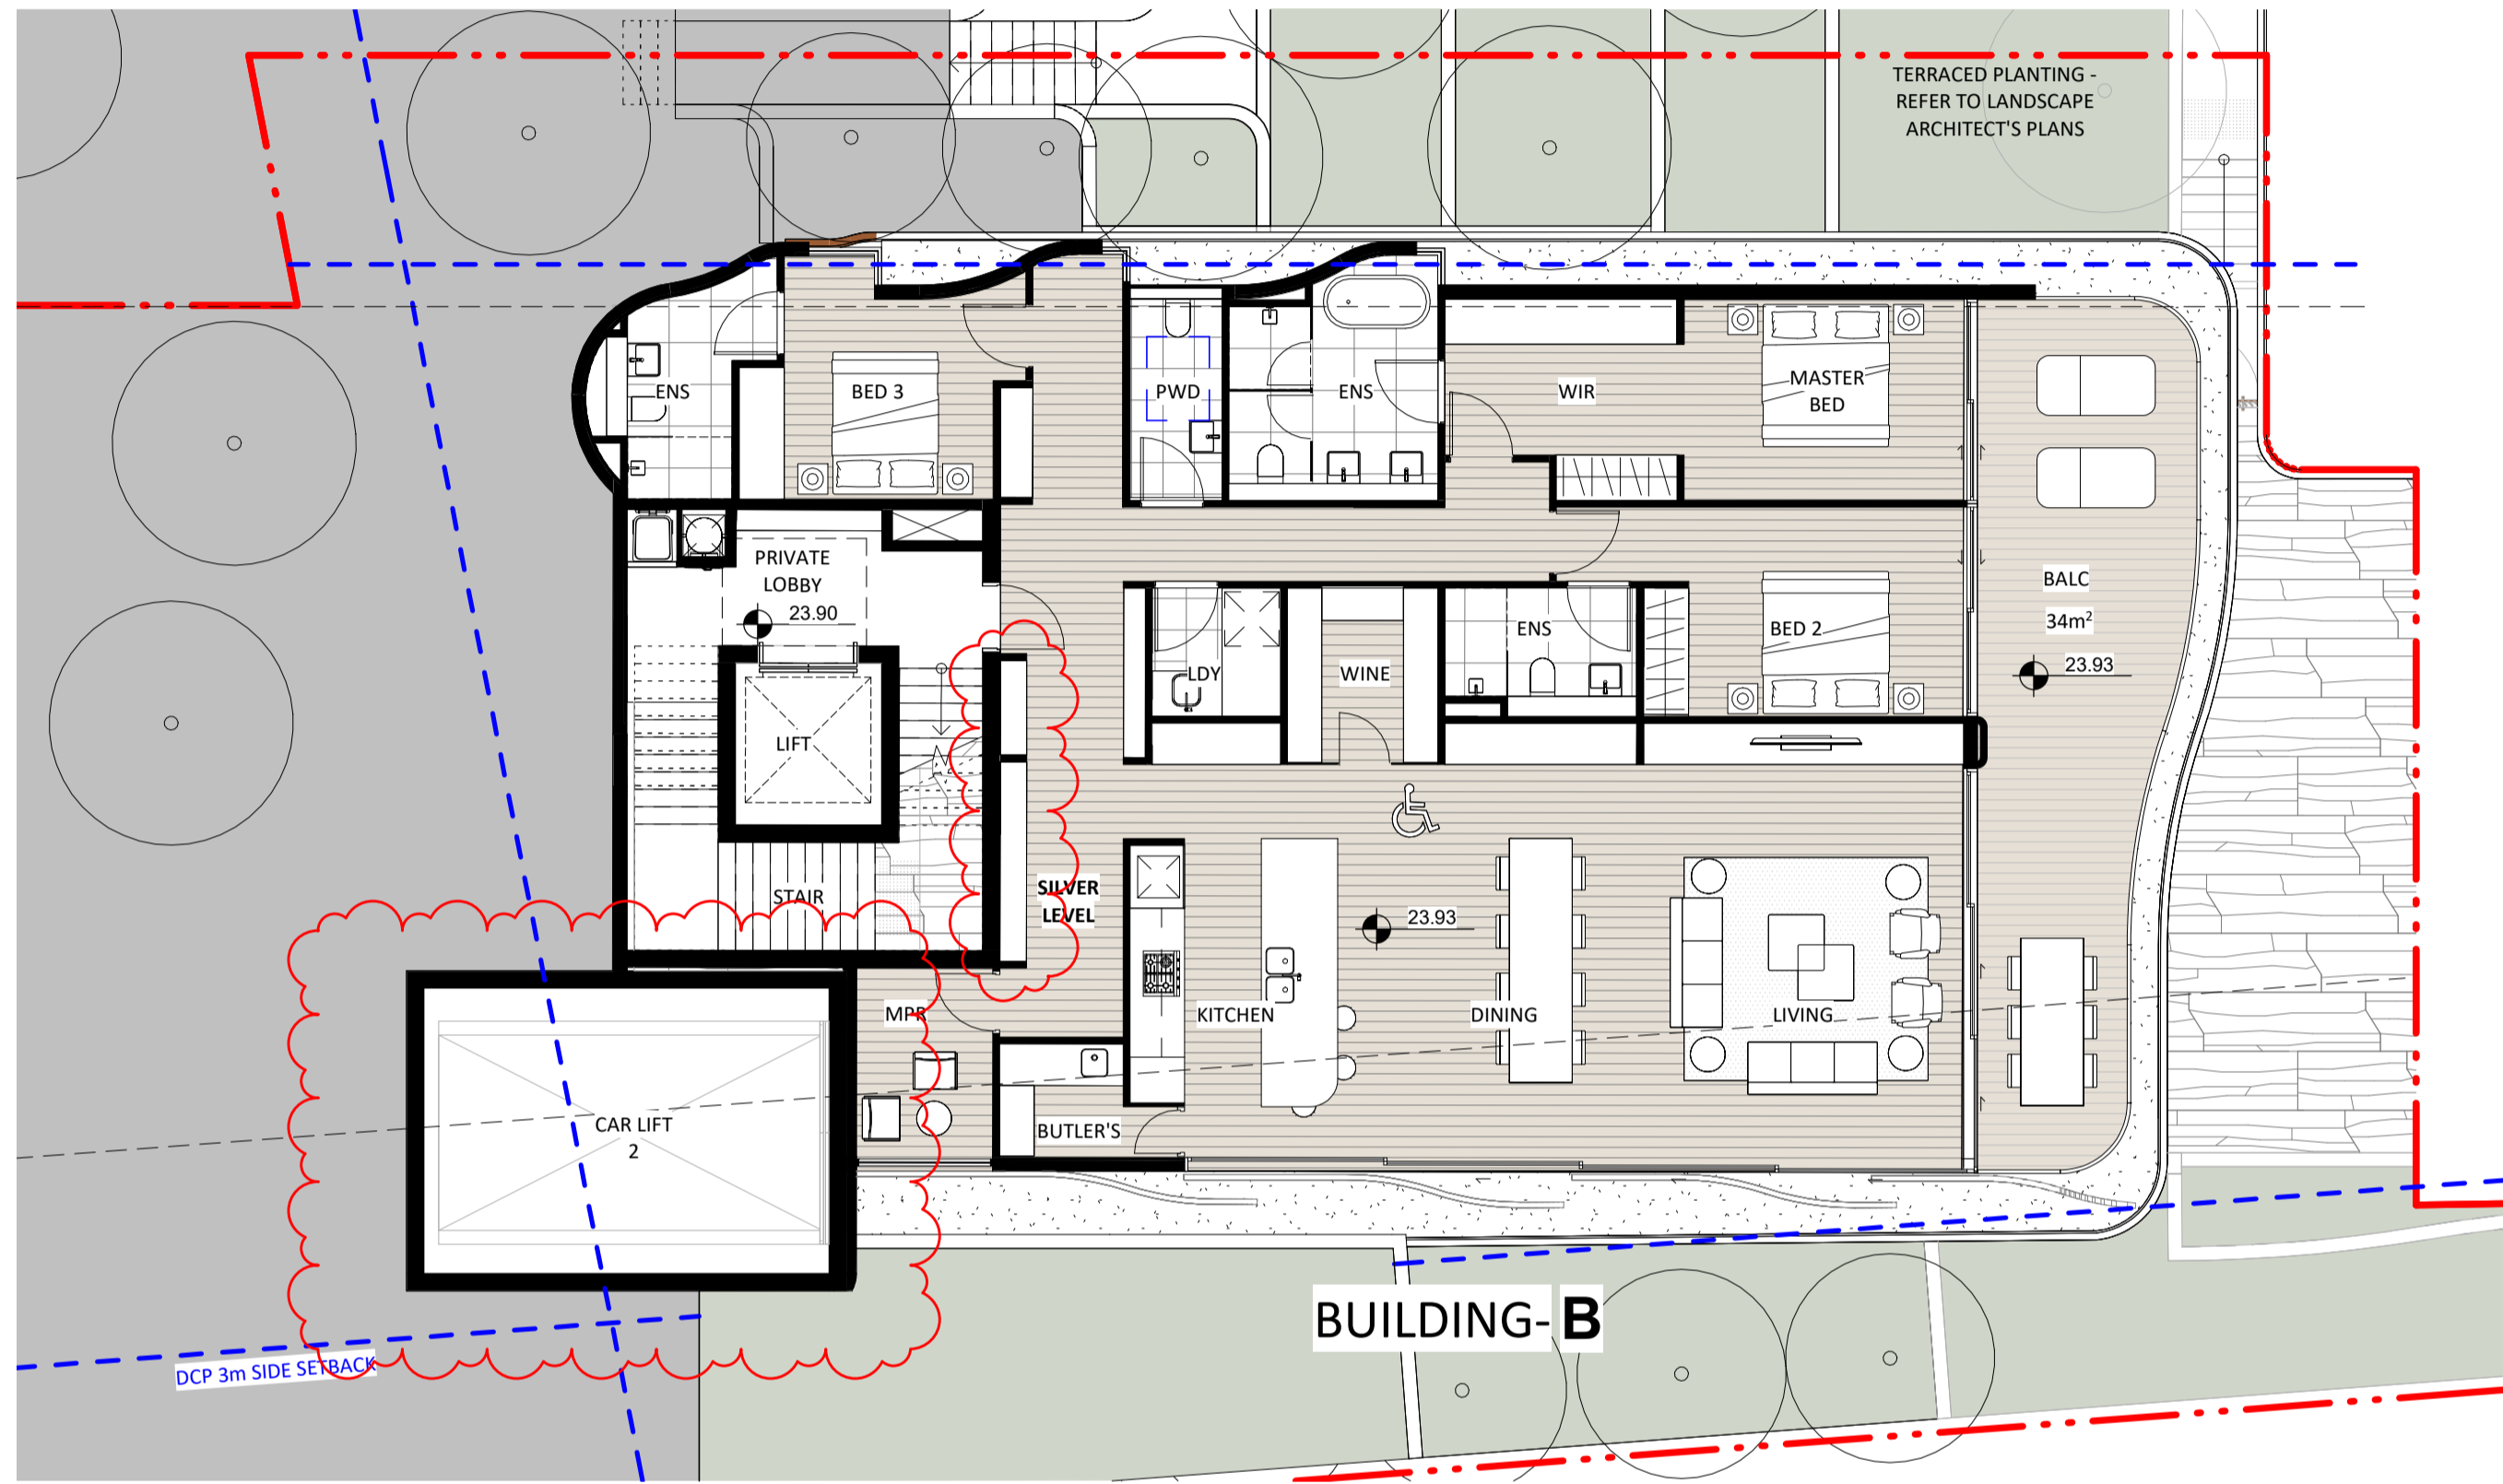 TERRACED PLANTING -
REFER TO LANDSCAPE
ARCHITECT'S PLANS
ENS
BED 3
PWD
ENS
WIR
MASTER
BED
PRIVATE
LOBBY
23.90
BALC
34m²
23.93
LDY
WINE
ENS
BED 2
LIFT
STAIR
SILVER
LEVEL
23.93
MPR
KITCHEN
DINING
LIVING
CAR LIFT
2
BUTLER'S
BUILDING- B
DCP 3m SIDE SETBACK